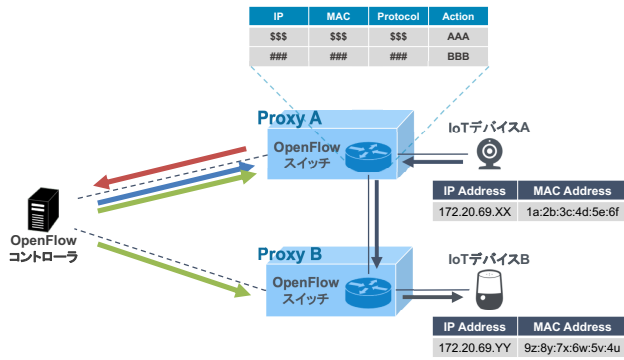 IP MAC Protocol Action
$$$ $$$ $$$ AAA
### ### ### BBB
Proxy A
OpenFlow
スイッチ
IoTデバイスA
IP Address MAC Address
172.20.69.XX 1a:2b:3c:4d:5e:6f
OpenFlow
コントローラ
Proxy B
OpenFlow
スイッチ
IoTデバイスB
IP Address MAC Address
172.20.69.YY 9z:8y:7x:6w:5v:4u